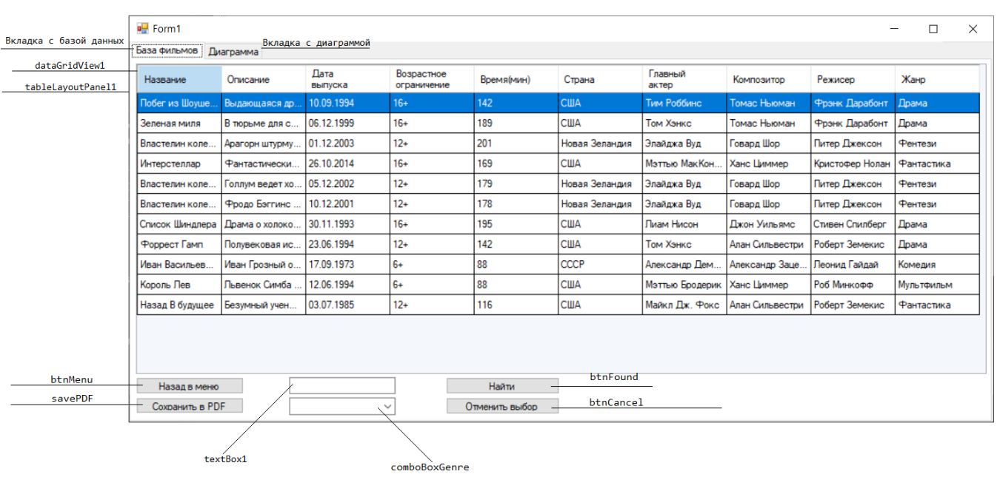 Form1
Вкладка с базой данных
Вкладка с диаграммой
База фильмов Диаграмма
dataGridView1
tableLayoutPanel1
Название Описание Дата выпуска Возрастное ограничение Время(мин) Страна Главный актер Композитор Режисер Жанр
Побег из Шоуше... Выдающаяся др... 10.09.1994 16+ 142 США Тим Роббинс Томас Ньюман Фрэнк Дарабонт Драма
Зеленая миля В тюрьме для с... 06.12.1999 16+ 189 США Том Хэнкс Томас Ньюман Фрэнк Дарабонт Драма
Властелин коле... Арагорн штурму... 01.12.2003 12+ 201 Новая Зеландия Элайджа Вуд Говард Шор Питер Джексон Фентези
Интерстеллар Фантастически... 26.10.2014 16+ 169 США Мэттью МакКон... Ханс Циммер Кристофер Нолан Фантастика
Властелин коле... Голлум ведет хо... 05.12.2002 12+ 179 Новая Зеландия Элайджа Вуд Говард Шор Питер Джексон Фентези
Властелин коле... Фродо Бэггинс ... 10.12.2001 12+ 178 Новая Зеландия Элайджа Вуд Говард Шор Питер Джексон Фентези
Список Шиндлера Драма о холоко... 30.11.1993 16+ 195 США Лиам Нисон Джон Уильямс Стивен Спилберг Драма
Форрест Гамп Полувековая ис... 23.06.1994 12+ 142 США Том Хэнкс Алан Сильвестри Роберт Земекис Драма
Иван Васильев... Иван Грозный о... 17.09.1973 6+ 88 СССР Александр Дем... Александр Заце... Леонид Гайдай Комедия
Король Лев Львенок Симба ... 12.06.1994 6+ 88 США Мэттью Бродерик Ханс Циммер Роб Минкофф Мультфильм
Назад В будущее Безумный учен... 03.07.1985 12+ 116 США Майкл Дж. Фокс Алан Сильвестри Роберт Земекис Фантастика
btnMenu
Назад в меню
Найти
btnFound
savePDF
Сохранить в PDF
Отменить выбор
btnCancel
textBox1
comboBoxGenre